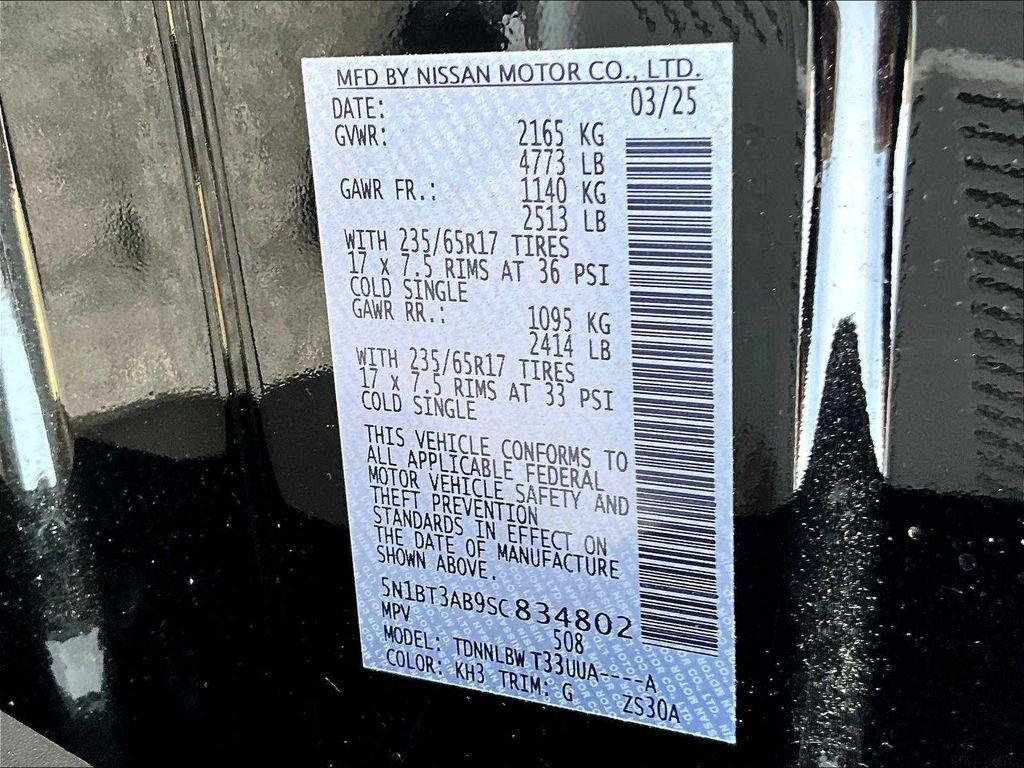 MFD BY NISSAN MOTOR CO., LTD.
DATE: 03/25
GVWR: 2165 KG
4773 LB
GAWR FR.: 1140 KG
2513 LB
WITH 235/65R17 TIRES
17 X 7.5 RIMS AT 36 PSI
COLD SINGLE
GAWR RR.: 1095 KG
2414 LB
WITH 235/65R17 TIRES
17 X 7.5 RIMS AT 33 PSI
COLD SINGLE
THIS VEHICLE CONFORMS TO
ALL APPLICABLE FEDERAL
MOTOR VEHICLE SAFETY AND
THEFT PREVENTION
STANDARDS IN EFFECT ON
THE DATE OF MANUFACTURE
SHOWN ABOVE.
5N1BT3AB9SC834802
MPV 508
MODEL: TDNNLBW T33UUA----A
COLOR: KH3 TRIM: G ZS30A